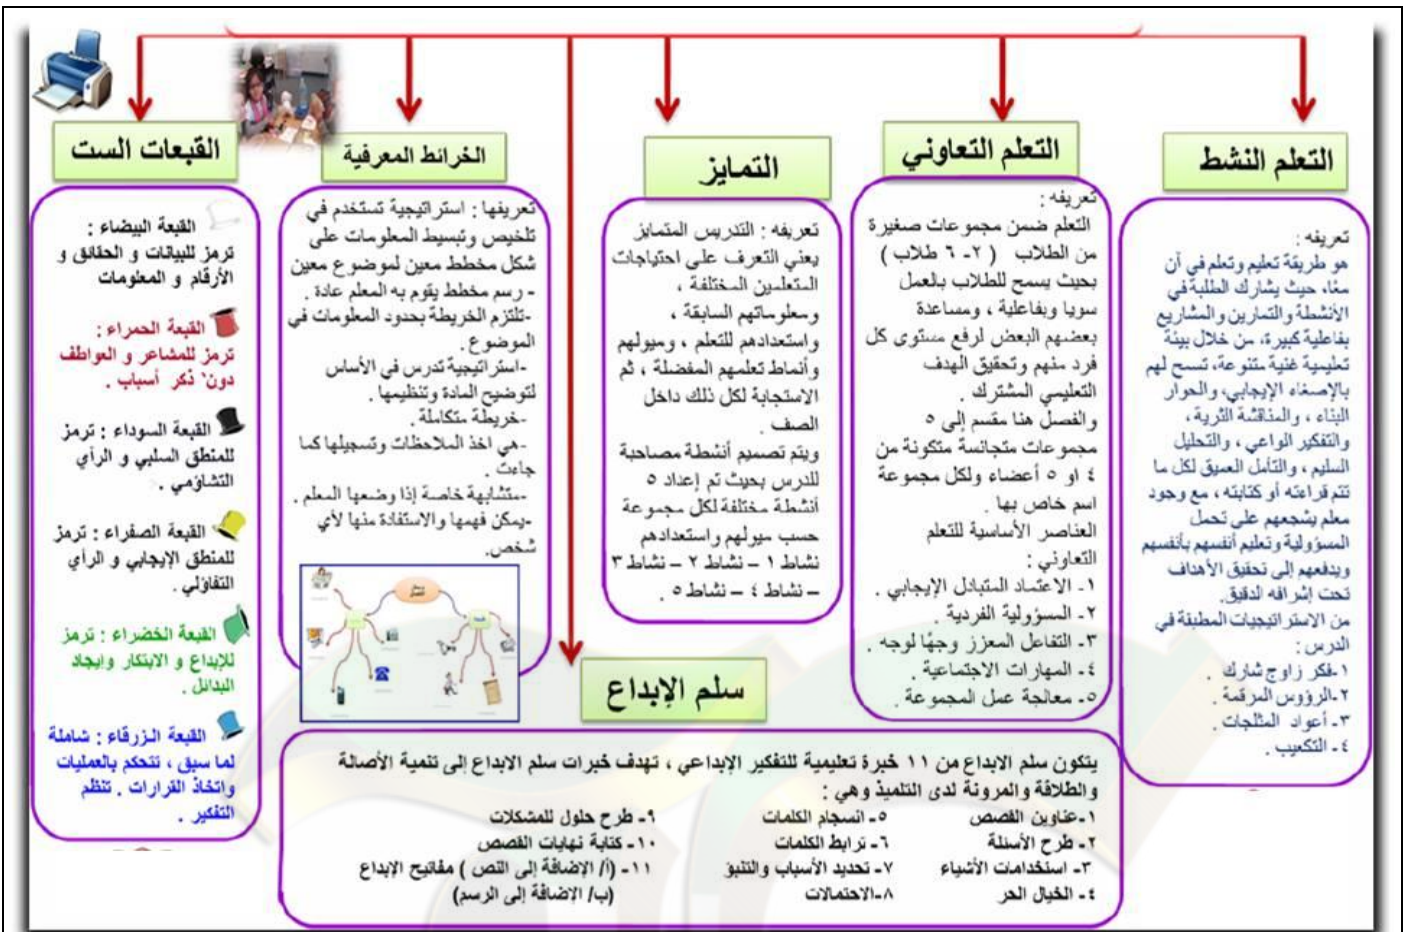 التعلم النشط
تعريفه :
هو طريقة تعليم وتعلم في آن
معًا، حيث يشارك الطلبة في
الأنشطة والتمارين والمشاريع
بفاعلية كبيرة، من خلال بيئة
تعليمية غنية متنوعة، تسمح لهم
بالإصغاء الإيجابي، والحوار
البناء ، والمناقشة الثرية ،
والتفكير الواعي ، والتحليل
السليم ، والتأمل العميق لكل ما
تتم قراءته أو كتابته ، مع وجود
معلم يشجعهم على تحمل
المسؤولية وتعليم أنفسهم بأنفسهم
ويدفعهم إلى تحقيق الأهداف
تحت إشرافه الدقيق.
من الاستراتيجيات المطبقة في
الدرس :
١-فكر زاوج شارك .
٢-الرؤوس المرقمة .
٣- أعواد المثلجات .
٤- التكعيب .
التعلم التعاوني
تعريفه :
التعلم ضمن مجموعات صغيرة
من الطلاب ( ٢- ٦ طلاب )
بحيث يسمح للطلاب بالعمل
سويا وبفاعلية ، ومساعدة
بعضهم البعض لرفع مستوى كل
فرد منهم وتحقيق الهدف
التعليمي المشترك .
والفصل هنا مقسم إلى ٥
مجموعات متجانسة متكونة من
٤ او ٥ أعضاء ولكل مجموعة
اسم خاص بها .
العناصر الأساسية للتعلم
التعاوني :
١- الاعتماد المتبادل الإيجابي .
٢- المسؤولية الفردية .
٣- التفاعل المعزز وجهًا لوجه .
٤- المهارات الاجتماعية .
٥- معالجة عمل المجموعة .
التمايز
تعريفه : التدريس المتمايز
يعني التعرف على احتياجات
المتعلمين المختلفة ،
ومعلوماتهم السابقة ،
واستعدادهم للتعلم ، وميولهم
وأنماط تعلمهم المفضلة ، ثم
الاستجابة لكل ذلك داخل
الصف .
ويتم تصميم أنشطة مصاحبة
للدرس بحيث تم إعداد ٥
أنشطة مختلفة لكل مجموعة
حسب ميولهم واستعدادهم
نشاط ١ – نشاط ٢ – نشاط ٣
– نشاط ٤ – نشاط ٥ .
الخرائط المعرفية
تعريفها : استراتيجية تستخدم في
تلخيص وتبسيط المعلومات على
شكل مخطط معين لموضوع معين
- رسم مخطط يقوم به المعلم عادة .
-تلتزم الخريطة بحدود المعلومات في
الموضوع .
-استراتيجية تدرس في الأساس
لتوضيح المادة وتنظيمها .
-خريطة متكاملة .
-هي اخذ الملاحظات وتسجيلها كما
جاءت .
-متشابهة خاصة إذا وضعها المعلم .
-يمكن فهمها والاستفادة منها لأي
شخص.
القبعات الست
القبعة البيضاء :
ترمز للبيانات و الحقائق و
الأرقام و المعلومات
القبعة الحمراء :
ترمز للمشاعر و العواطف
دون ذكر أسباب .
القبعة السوداء : ترمز
للمنطق السلبي و الرأي
التشاؤمي .
القبعة الصفراء : ترمز
للمنطق الإيجابي و الرأي
التفاؤلي .
القبعة الخضراء : ترمز
للإبداع و الابتكار وإيجاد
البدائل .
القبعة الزرقاء : شاملة
لما سبق ، تتحكم بالعمليات
واتخاذ القرارات . تنظم
التفكير .
سلم الإبداع
يتكون سلم الابداع من ١١ خبرة تعليمية للتفكير الإبداعي ، تهدف خبرات سلم الابداع إلى تنمية الأصالة
والطلاقة والمرونة لدى التلميذ وهي :
١-عناوين القصص
٢- طرح الأسئلة
٣- استخدامات الأشياء
٤- الخيال الحر
٥- انسجام الكلمات
٦- ترابط الكلمات
٧- تحديد الأسباب والتنبؤ
٨-الاحتمالات
٩- طرح حلول للمشكلات
١٠- كتابة نهايات القصص
١١- (أ/ الإضافة إلى النص ) مفاتيح الإبداع
(ب/ الإضافة إلى الرسم)